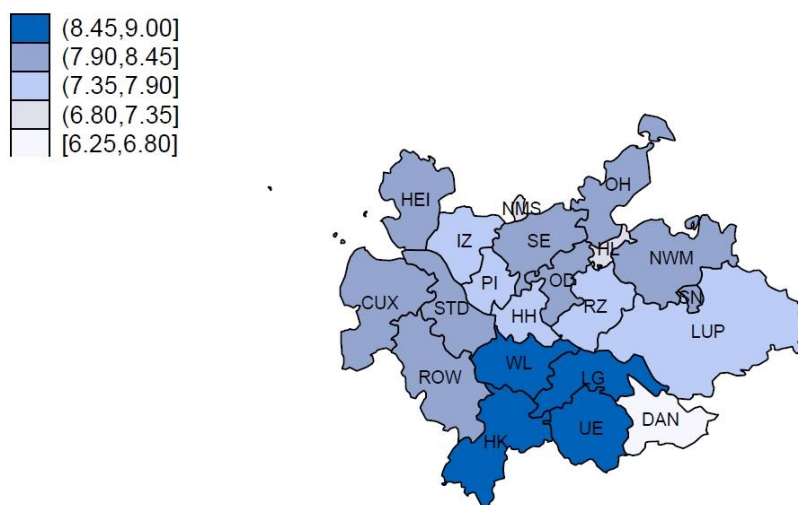 (8.45,9.00]
(7.90,8.45]
(7.35,7.90]
(6.80,7.35]
[6.25,6.80]
OH
HEI
NMS
IZ
SE
HL
NWM
PI
OD
SN
CUX
STD
HH
RZ
LUP
WL
ROW
LG
DAN
UE
HK